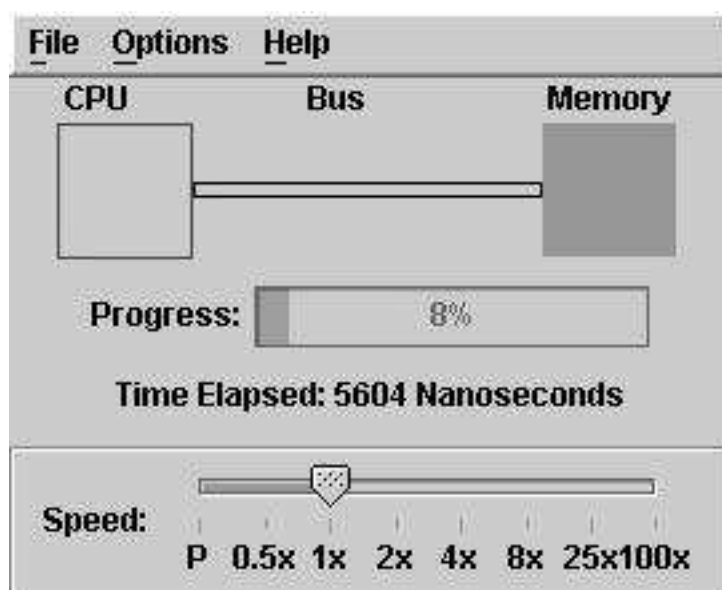 File Options Help
CPU Bus Memory
Progress: 8%
Time Elapsed: 5604 Nanoseconds
Speed:
P 0.5x 1x 2x 4x 8x 25x100x